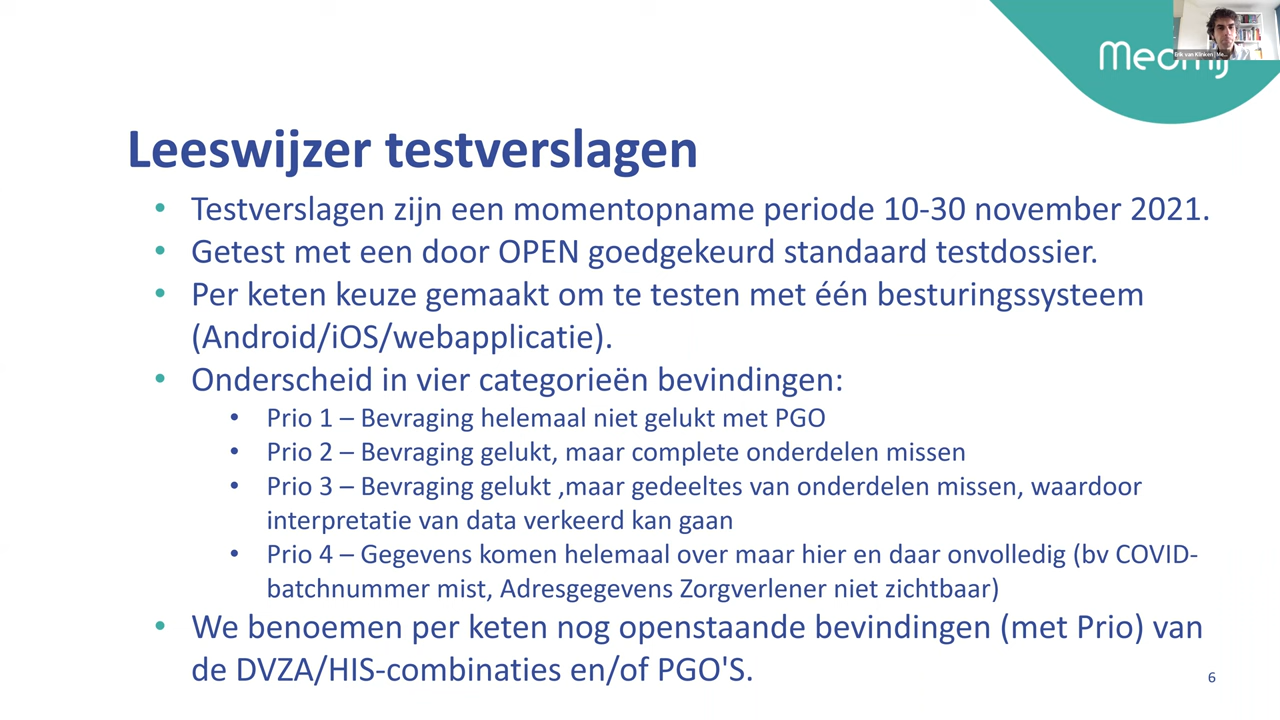 MedMij
Erik van Klinken | Me...
Leeswijzer testverslagen
• Testverslagen zijn een momentopname periode 10-30 november 2021.
• Getest met een door OPEN goedgekeurd standaard testdossier.
• Per keten keuze gemaakt om te testen met één besturingssysteem
(Android/iOS/webapplicatie).
• Onderscheid in vier categorieën bevindingen:
• Prio 1 – Bevraging helemaal niet gelukt met PGO
• Prio 2 – Bevraging gelukt, maar complete onderdelen missen
• Prio 3 – Bevraging gelukt ,maar gedeeltes van onderdelen missen, waardoor
interpretatie van data verkeerd kan gaan
• Prio 4 – Gegevens komen helemaal over maar hier en daar onvolledig (bv COVID-
batchnummer mist, Adresgegevens Zorgverlener niet zichtbaar)
• We benoemen per keten nog openstaande bevindingen (met Prio) van
de DVZA/HIS-combinaties en/of PGO'S.
6